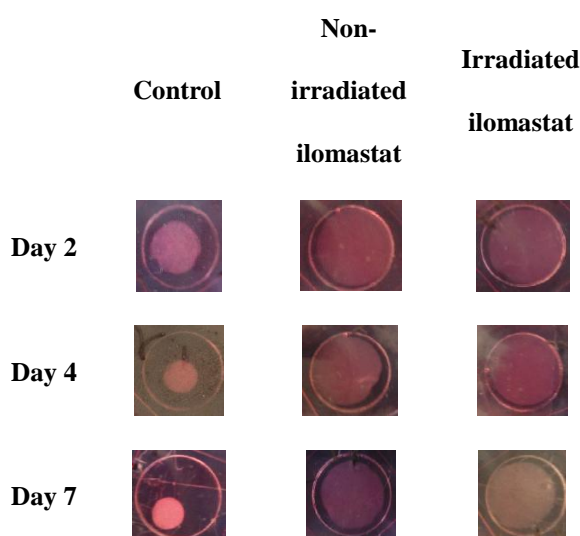 Control
Non-
irradiated
ilomastat
Irradiated
ilomastat
Day 2
Day 4
Day 7